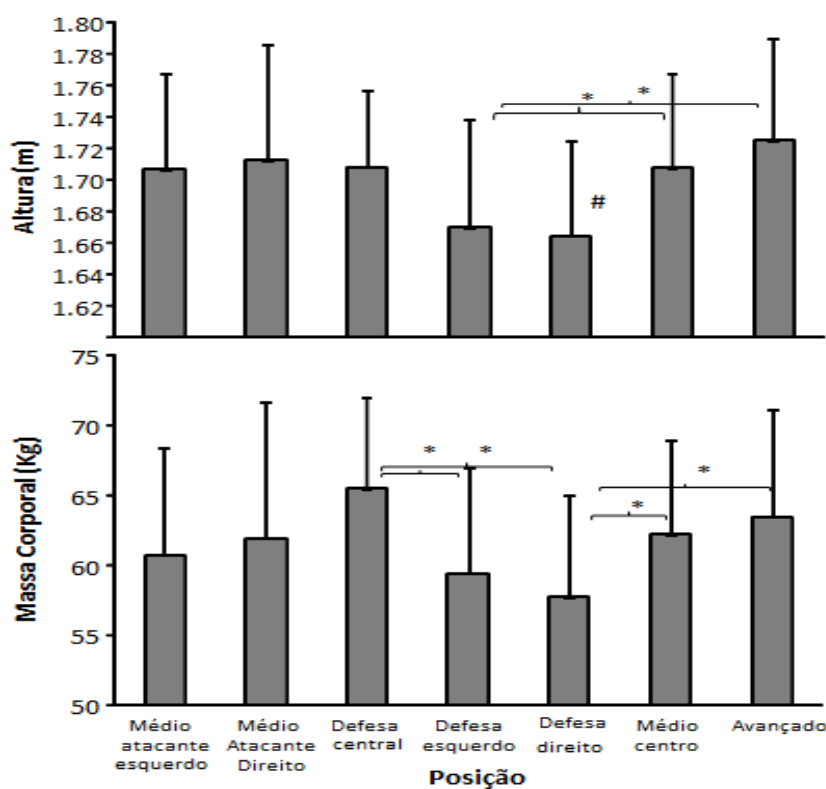 Altura (m)
1.80
1.78
1.76
1.74
1.72
1.70
1.68
1.66
1.64
1.62
* *
#
Massa Corporal (Kg)
75
70
65
60
55
50
* *
*
*
Médio atacante esquerdo
Médio Atacante Direito
Defesa central
Defesa esquerdo
Defesa direito
Médio centro
Avançado
Posição